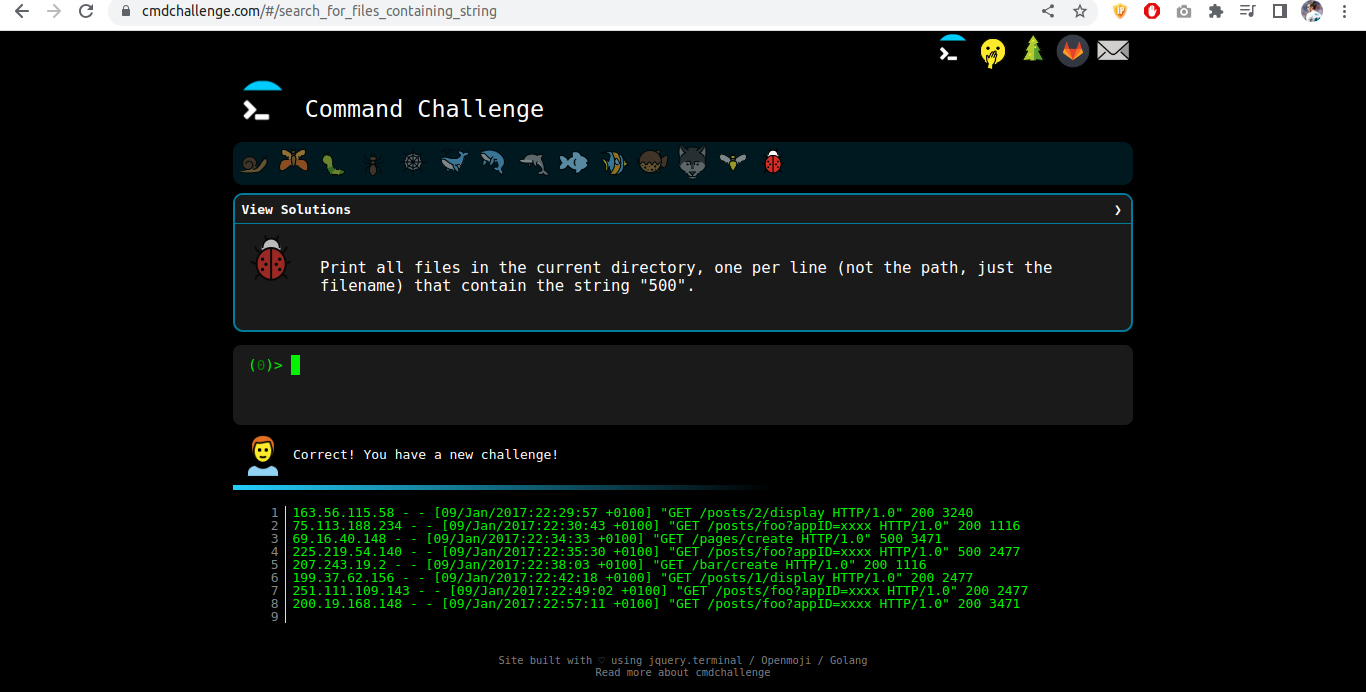 cmdchallenge.com/#/search_for_files_containing_string
Command Challenge
View Solutions ❯
Print all files in the current directory, one per line (not the path, just the
filename) that contain the string "500".
(0)>
Correct! You have a new challenge!
1 163.56.115.58 - - [09/Jan/2017:22:29:57 +0100] "GET /posts/2/display HTTP/1.0" 200 3240
2 75.113.188.234 - - [09/Jan/2017:22:30:43 +0100] "GET /posts/foo?appID=xxxx HTTP/1.0" 200 1116
3 69.16.40.148 - - [09/Jan/2017:22:34:33 +0100] "GET /pages/create HTTP/1.0" 500 3471
4 225.219.54.140 - - [09/Jan/2017:22:35:30 +0100] "GET /posts/foo?appID=xxxx HTTP/1.0" 500 2477
5 207.243.19.2 - - [09/Jan/2017:22:38:03 +0100] "GET /bar/create HTTP/1.0" 200 1116
6 199.37.62.156 - - [09/Jan/2017:22:42:18 +0100] "GET /posts/1/display HTTP/1.0" 200 2477
7 251.111.109.143 - - [09/Jan/2017:22:49:02 +0100] "GET /posts/foo?appID=xxxx HTTP/1.0" 200 2477
8 200.19.168.148 - - [09/Jan/2017:22:57:11 +0100] "GET /posts/foo?appID=xxxx HTTP/1.0" 200 3471
9
Site built with ♡ using jquery.terminal / Openmoji / Golang
Read more about cmdchallenge